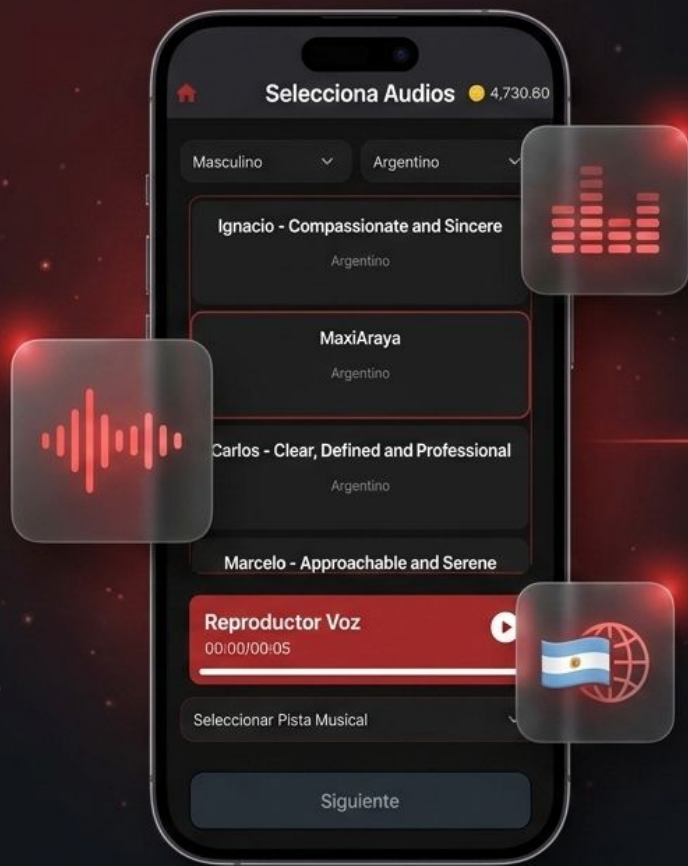 Selecciona Audios 4,730.60
Masculino Argentino
Ignacio - Compassionate and Sincere
Argentino
MaxiAraya
Argentino
Carlos - Clear, Defined and Professional
Argentino
Marcelo - Approachable and Serene
Reproductor Voz
00:00/00:05
Seleccionar Pista Musical
Siguiente